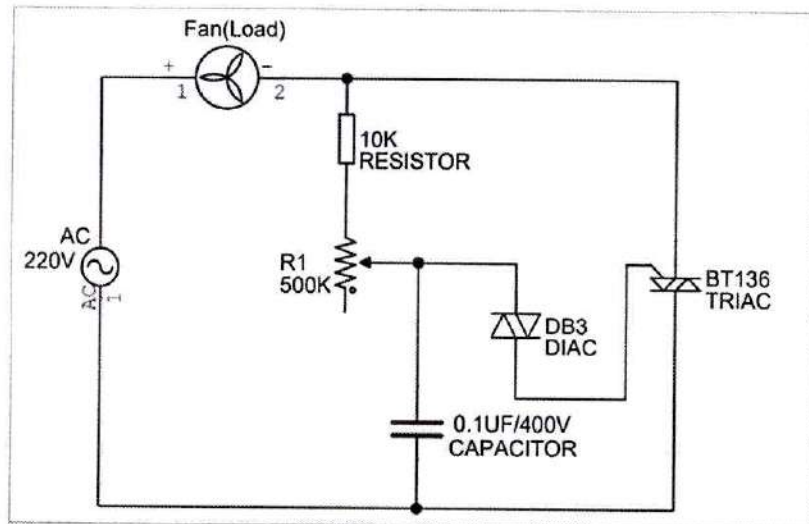 Fan(Load)
+ -
1 2
10K
RESISTOR
AC
220V
AC
1
R1
500K
DB3
DIAC
BT136
TRIAC
0.1UF/400V
CAPACITOR